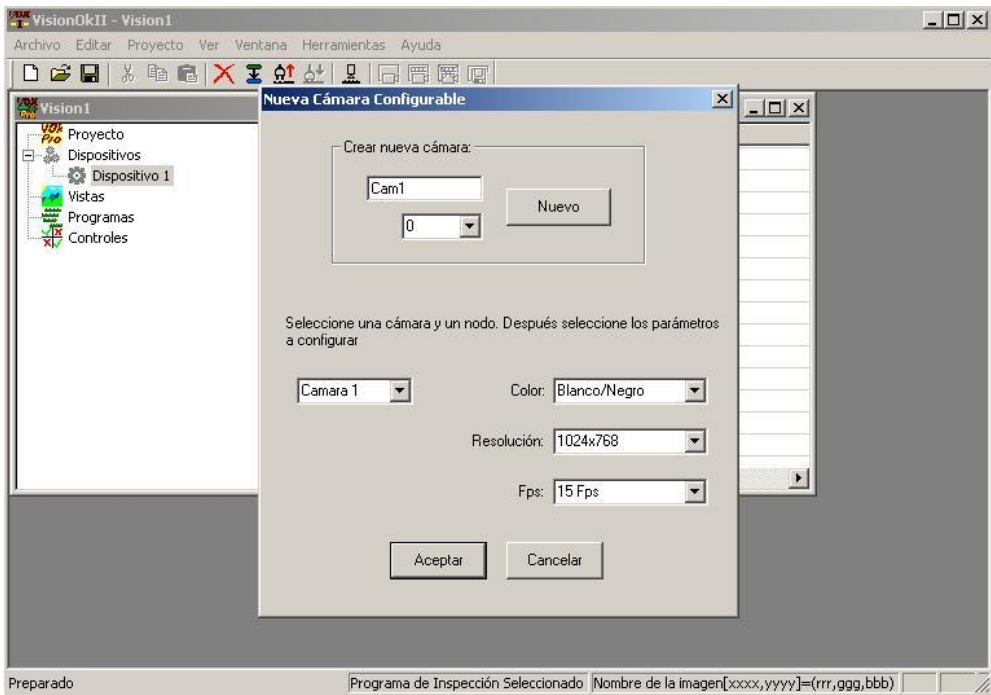 VisionOkII - Vision1
Archivo Editar Proyecto Ver Ventana Herramientas Ayuda
Vision1
Proyecto
Dispositivos
Dispositivo 1
Vistas
Programas
Controles
Nueva Cámara Configurable
Crear nueva cámara:
Cam1
Nuevo
0
Seleccione una cámara y un nodo. Después seleccione los parámetros
a configurar
Camara 1
Color: Blanco/Negro
Resolución: 1024x768
Fps: 15 Fps
Aceptar Cancelar
Preparado Programa de Inspección Seleccionado Nombre de la imagen[xxxx,yyyy]=(rrr,ggg,bbb)